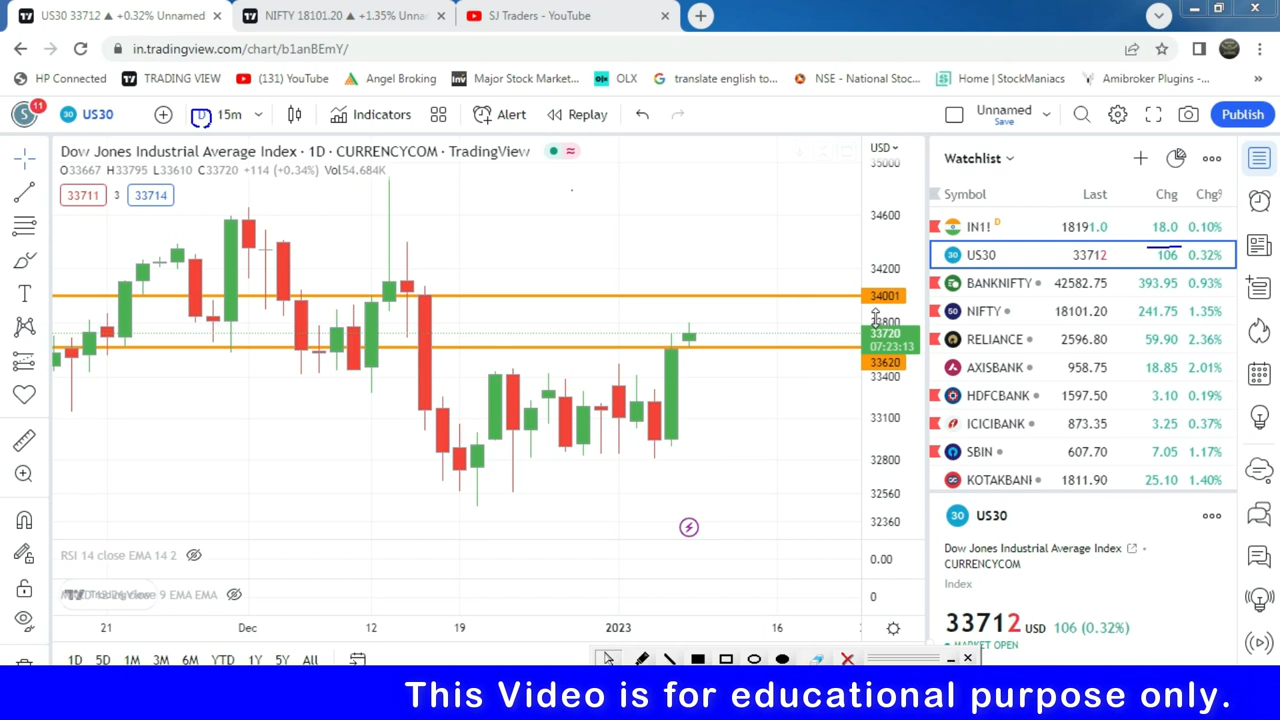 US30 33712 ▲ +0.32% Unnamed
NIFTY 18101.20 ▲ +1.35% Unna
SJ Traders - YouTube
in.tradingview.com/chart/b1anBEmY/
HP Connected
TRADING VIEW
(131) YouTube
Angel Broking
Major Stock Market...
OLX
translate english to...
NSE - National Stoc...
Home | StockManiacs
Amibroker Plugins -...
»
11
US30
D
15m
Indicators
Alert
Replay
Unnamed
Save
Publish
Dow Jones Industrial Average Index · 1D · CURRENCYCOM · TradingView
O33667 H33795 L33610 C33720 +114 (+0.34%) Vol54.684K
33711
3
33714
USD
35000
34600
34200
34001
33800
33720
07:23:13
33620
33400
33100
32800
32560
32360
RSI 14 close EMA 14 2
0.00
close 9 EMA EMA
0
21
Dec
12
19
2023
16
1D
5D
1M
3M
6M
YTD
1Y
5Y
All
Watchlist
Symbol
Last
Chg
Chg%
IN1! D 18191.0 18.0 0.10%
US30 33712 106 0.32%
BANKNIFTY 42582.75 393.95 0.93%
NIFTY 18101.20 241.75 1.35%
RELIANCE 2596.80 59.90 2.36%
AXISBANK 958.75 18.85 2.01%
HDFCBANK 1597.50 3.10 0.19%
ICICIBANK 873.35 3.25 0.37%
SBIN 607.70 7.05 1.17%
KOTAKBANI 1811.90 25.10 1.40%
30 US30
Dow Jones Industrial Average Index
CURRENCYCOM
Index
33712 USD 106 (0.32%)
MARKET OPEN
This Video is for educational purpose only.